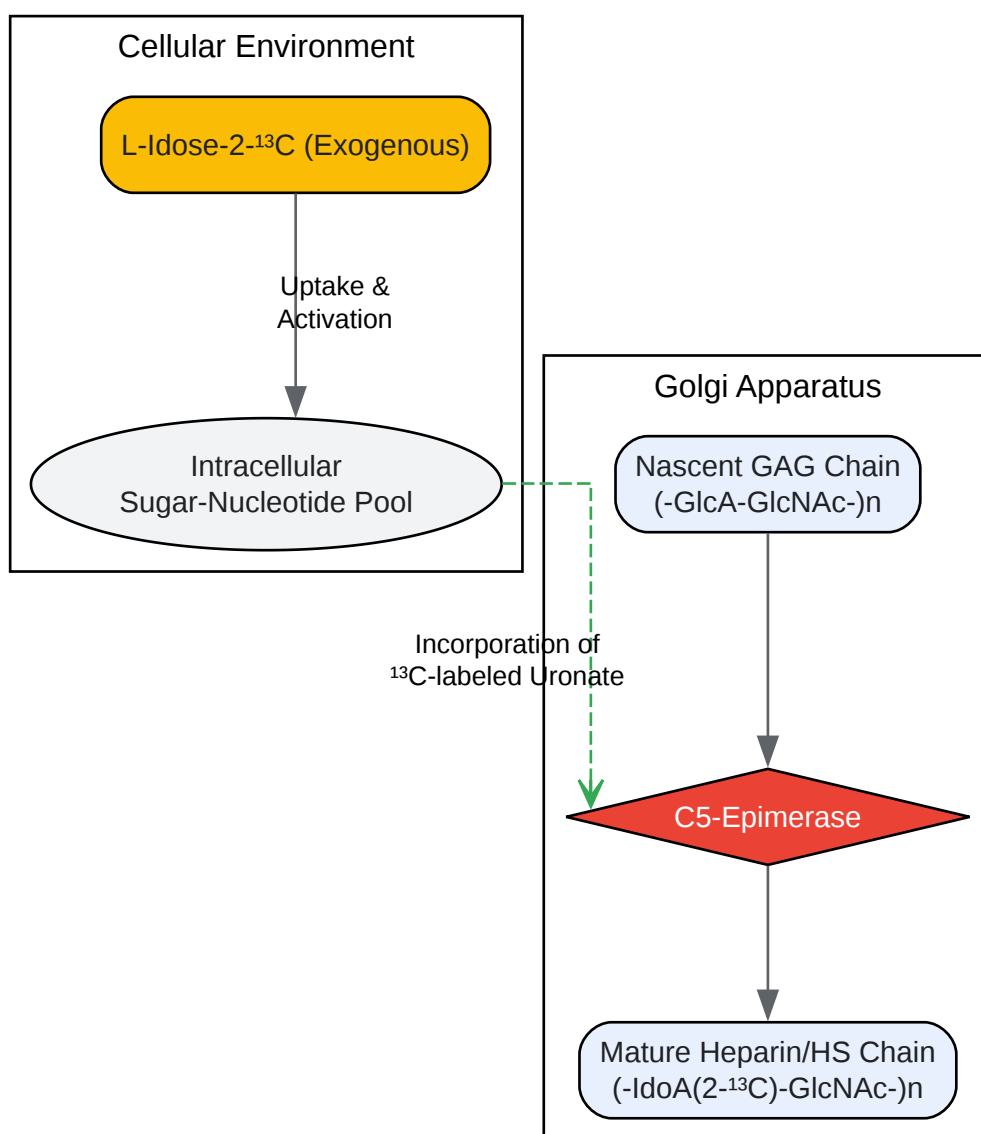 Cellular Environment
L-Idose-2-¹³C (Exogenous)
Uptake &
Activation
Intracellular
Sugar-Nucleotide Pool
Golgi Apparatus
Nascent GAG Chain
(-GlcA-GlcNAc-)n
Incorporation of
¹³C-labeled Uronate
C5-Epimerase
Mature Heparin/HS Chain
(-IdoA(2-¹³C)-GlcNAc-)n